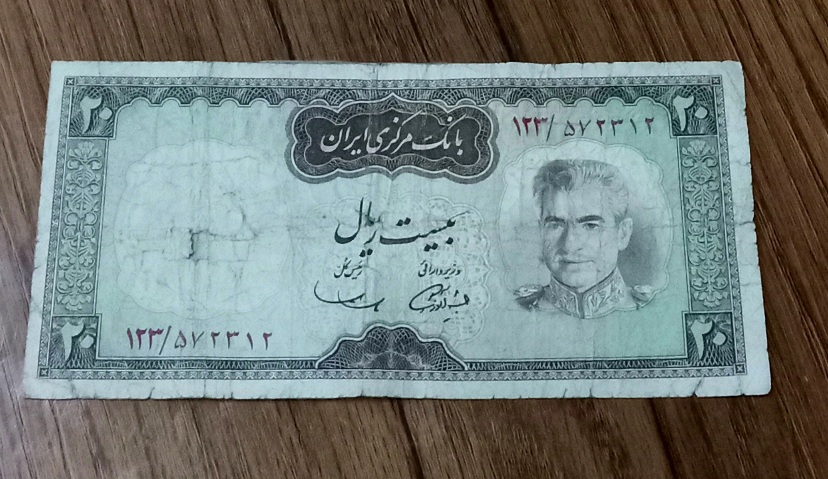 ۲۰
۲۰
بانک مرکزی ایران
۱۲۳/۵۷۲۳۱۲
بیست ریال
وزیر دارائی
رئیس کل
۱۲۳/۵۷۲۳۱۲
۲۰
۲۰